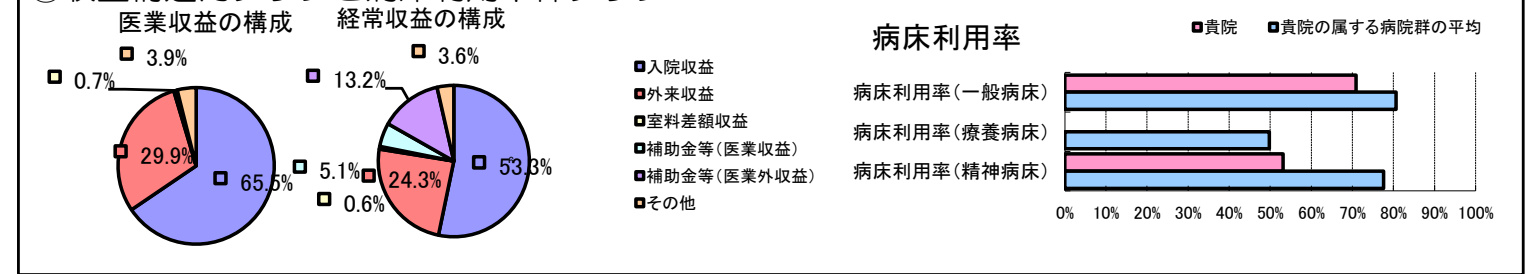 医業収益の構成
経常収益の構成
3.9%
0.7%
29.9%
65.5%
3.6%
13.2%
5.1%
0.6%
24.3%
53.3%
入院収益
外来収益
室料差額収益
補助金等(医業収益)
補助金等(医業外収益)
その他
病床利用率
貴院
貴院の属する病院群の平均
病床利用率(一般病床)
病床利用率(療養病床)
病床利用率(精神病床)
0% 10% 20% 30% 40% 50% 60% 70% 80% 90% 100%